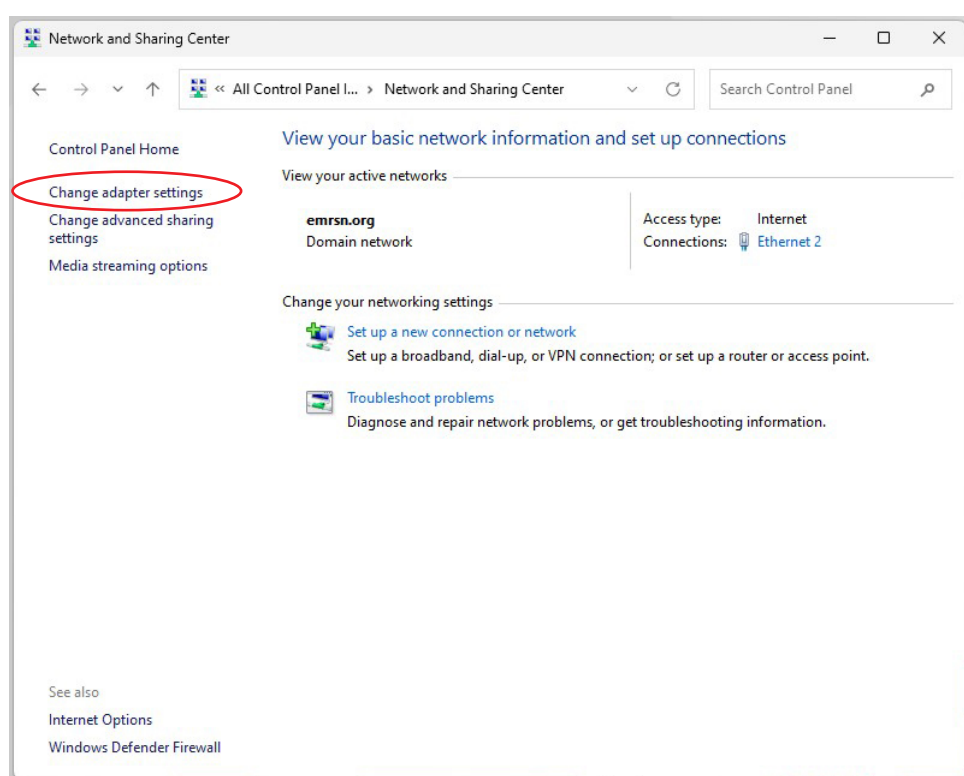 Network and Sharing Center
« All Control Panel I... › Network and Sharing Center
Search Control Panel
Control Panel Home
Change adapter settings
Change advanced sharing
settings
Media streaming options
View your basic network information and set up connections
View your active networks
emrsn.org
Domain network
Access type: Internet
Connections: Ethernet 2
Change your networking settings
Set up a new connection or network
Set up a broadband, dial-up, or VPN connection; or set up a router or access point.
Troubleshoot problems
Diagnose and repair network problems, or get troubleshooting information.
See also
Internet Options
Windows Defender Firewall